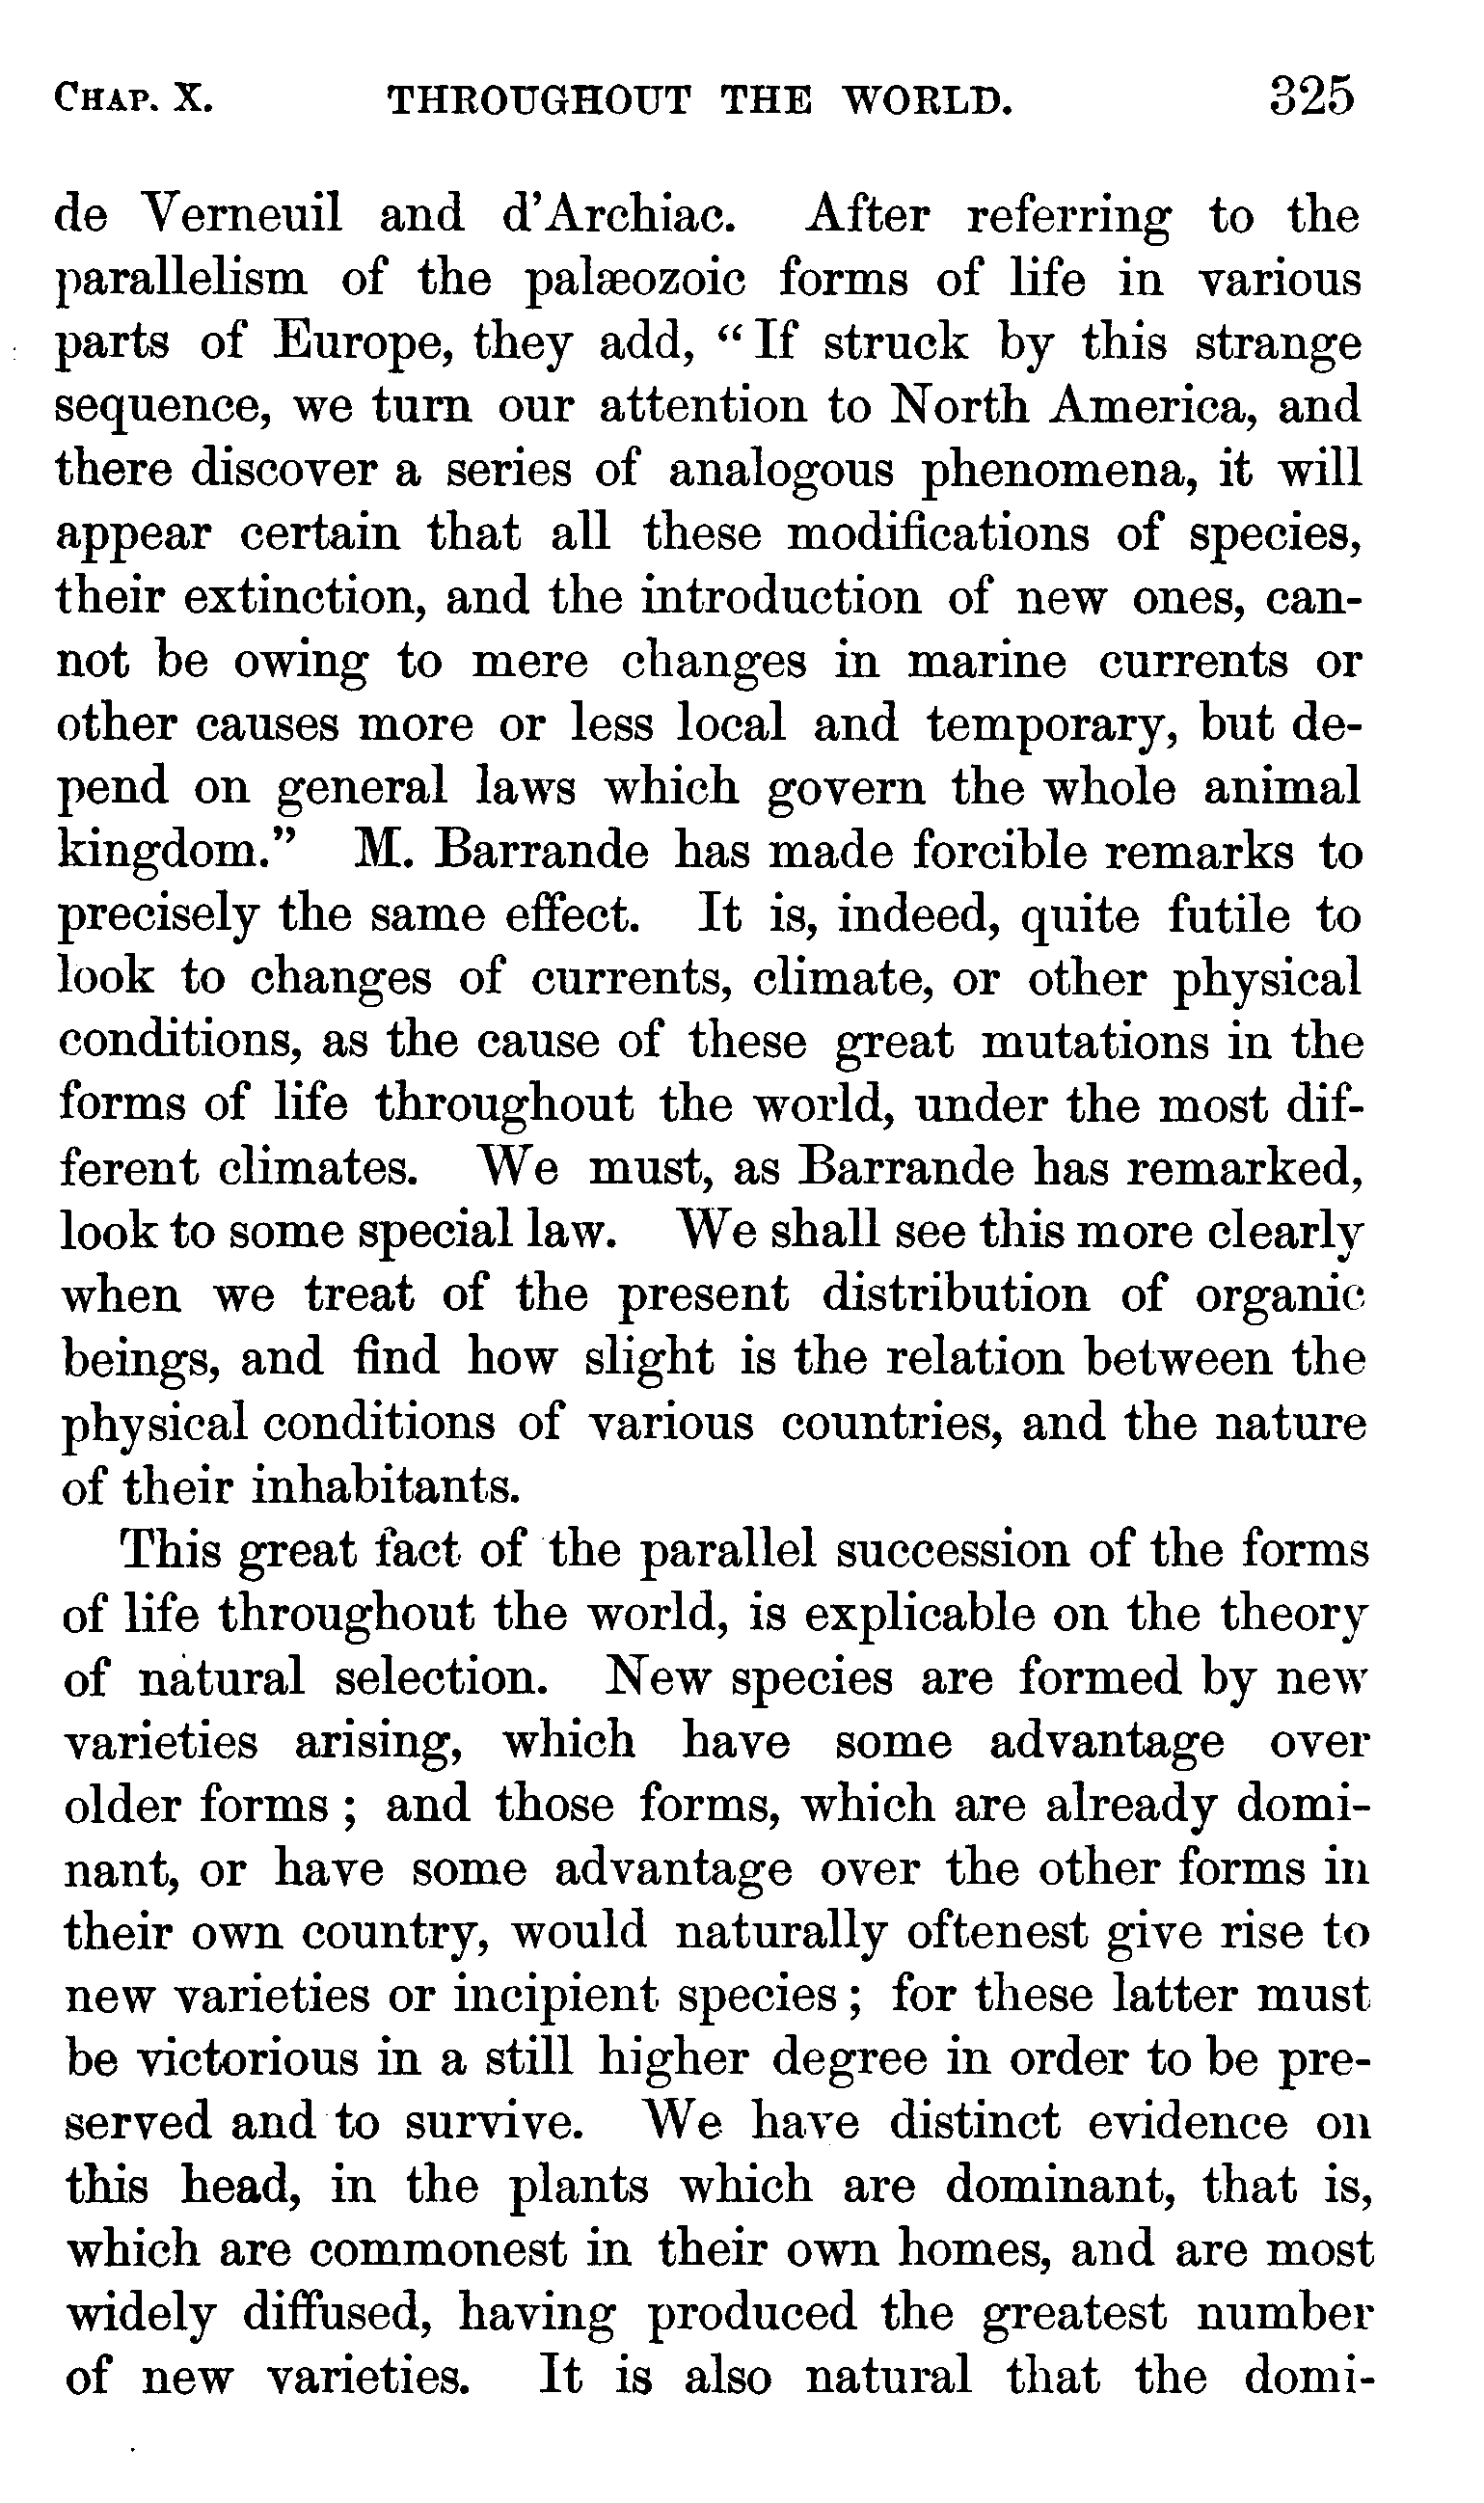 CHAP. X. THROUGHOUT THE WORLD. 325
de Verneuil and d'Archiac. After referring to the
parallelism of the palæozoic forms of life in various
parts of Europe, they add, "If struck by this strange
sequence, we turn our attention to North America, and
there discover a series of analogous phenomena, it will
appear certain that all these modifications of species,
their extinction, and the introduction of new ones, can-
not be owing to mere changes in marine currents or
other causes more or less local and temporary, but de-
pend on general laws which govern the whole animal
kingdom." M. Barrande has made forcible remarks to
precisely the same effect. It is, indeed, quite futile to
look to changes of currents, climate, or other physical
conditions, as the cause of these great mutations in the
forms of life throughout the world, under the most dif-
ferent climates. We must, as Barrande has remarked,
look to some special law. We shall see this more clearly
when we treat of the present distribution of organic
beings, and find how slight is the relation between the
physical conditions of various countries, and the nature
of their inhabitants.
This great fact of the parallel succession of the forms
of life throughout the world, is explicable on the theory
of natural selection. New species are formed by new
varieties arising, which have some advantage over
older forms; and those forms, which are already domi-
nant, or have some advantage over the other forms in
their own country, would naturally oftenest give rise to
new varieties or incipient species; for these latter must
be victorious in a still higher degree in order to be pre-
served and to survive. We have distinct evidence on
this head, in the plants which are dominant, that is,
which are commonest in their own homes, and are most
widely diffused, having produced the greatest number
of new varieties. It is also natural that the domi-